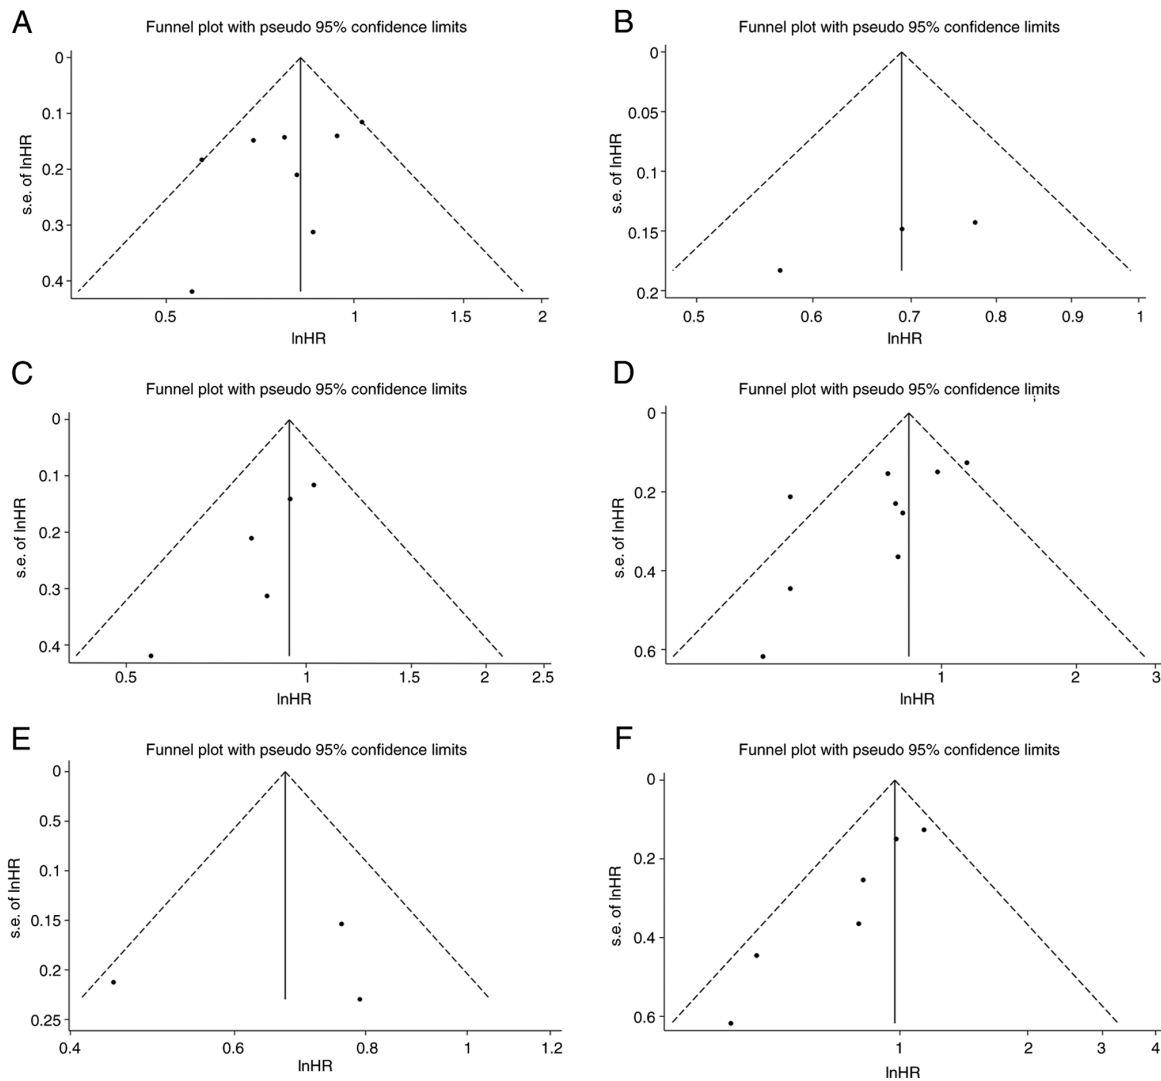 A
Funnel plot with pseudo 95% confidence limits
0
0.1
0.2
0.3
0.4
s.e. of lnHR
0.5 1 1.5 2
lnHR
B
Funnel plot with pseudo 95% confidence limits
0
0.05
0.1
0.15
0.2
s.e. of lnHR
0.5 0.6 0.7 0.8 0.9 1
lnHR
C
Funnel plot with pseudo 95% confidence limits
0
0.1
0.2
0.3
0.4
s.e. of lnHR
0.5 1 1.5 2 2.5
lnHR
D
Funnel plot with pseudo 95% confidence limits
0
0.2
0.4
0.6
s.e. of lnHR
1 2 3
lnHR
E
Funnel plot with pseudo 95% confidence limits
0
0.5
0.1
0.15
0.2
0.25
s.e. of lnHR
0.4 0.6 0.8 1 1.2
lnHR
F
Funnel plot with pseudo 95% confidence limits
0
0.2
0.4
0.6
s.e. of lnHR
1 2 3 4
lnHR